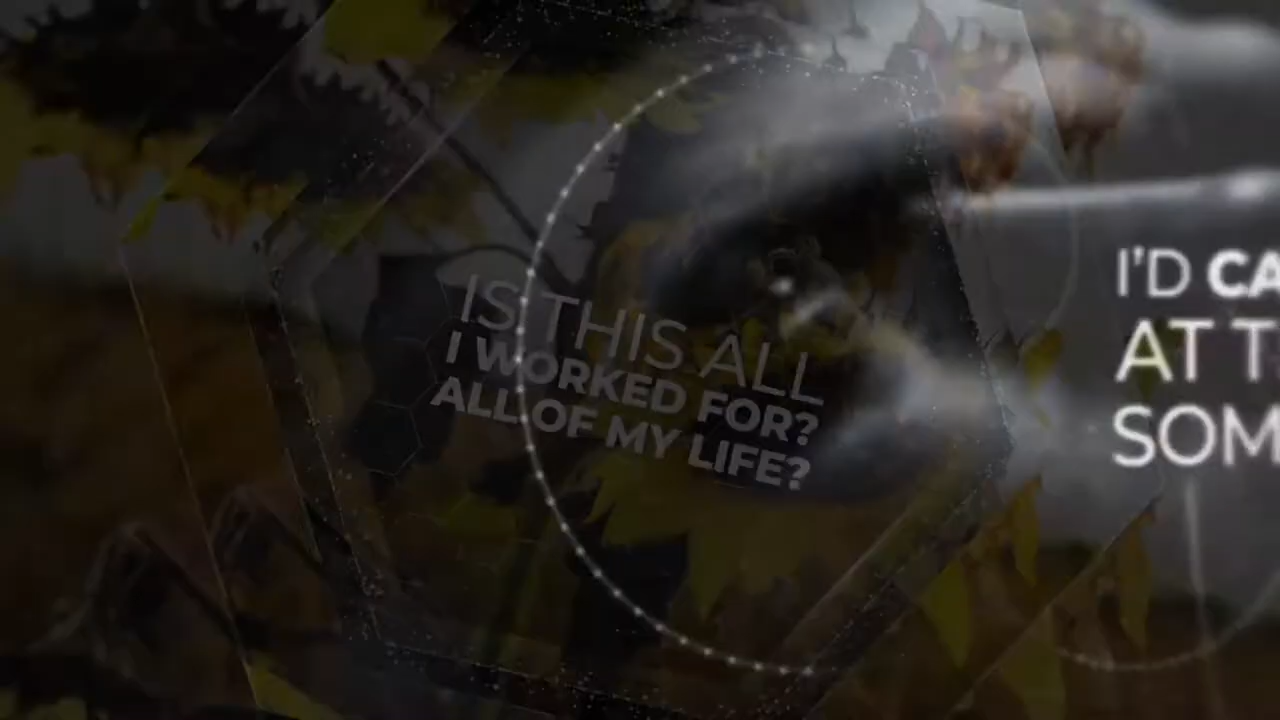 IS THIS ALL
I WORKED FOR?
ALL OF MY LIFE?
I'D
AT